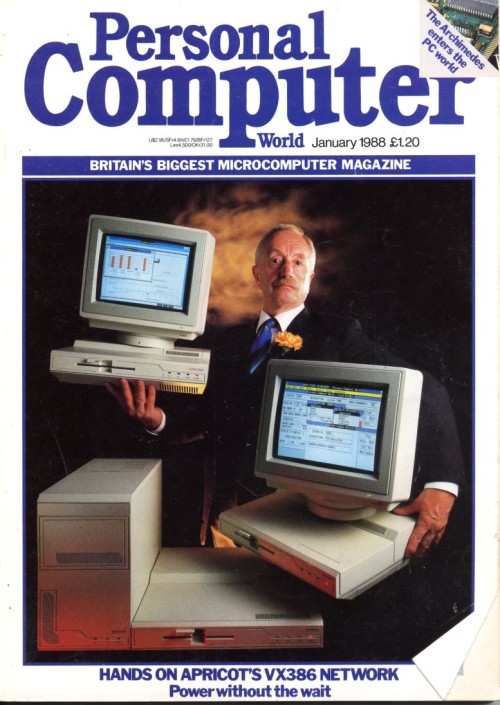 Personal
Computer
World
January 1988 £1.20
The Archimedes
enters the
PC world
BRITAIN'S BIGGEST MICROCOMPUTER MAGAZINE
HANDS ON APRICOT'S VX386 NETWORK
Power without the wait